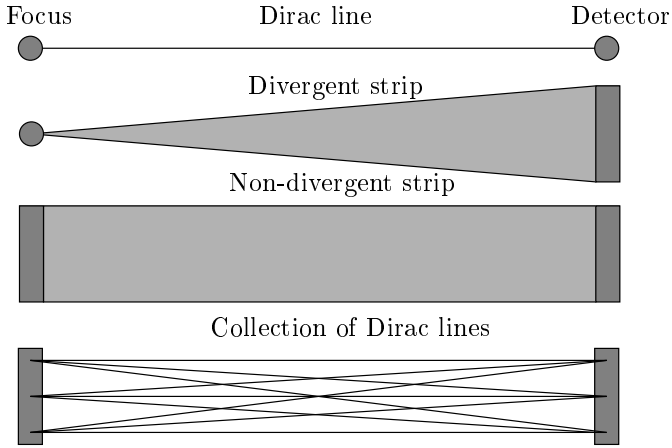 Focus Dirac line Detector
Divergent strip
Non-divergent strip
Collection of Dirac lines